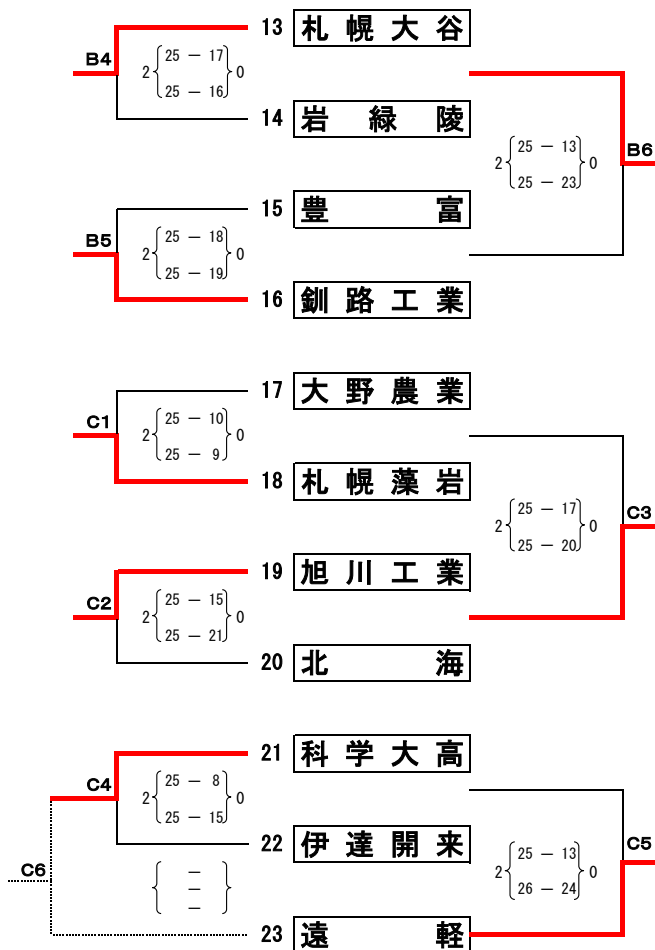 13 札幌大谷
B4
2 { 25 － 17 } 0
25 － 16
14 岩緑陵
2 { 25 － 13 } 0
25 － 23
B6
15 豊富
B5
2 { 25 － 18 } 0
25 － 19
16 釧路工業
17 大野農業
C1
2 { 25 － 10 } 0
25 － 9
18 札幌藻岩
2 { 25 － 17 } 0
25 － 20
C3
19 旭川工業
C2
2 { 25 － 15 } 0
25 － 21
20 北海
21 科学大高
C4
2 { 25 － 8 } 0
25 － 15
22 伊達開来
C5
2 { 25 － 13 } 0
26 － 24
C6
{ － }
－
－
23 遠軽